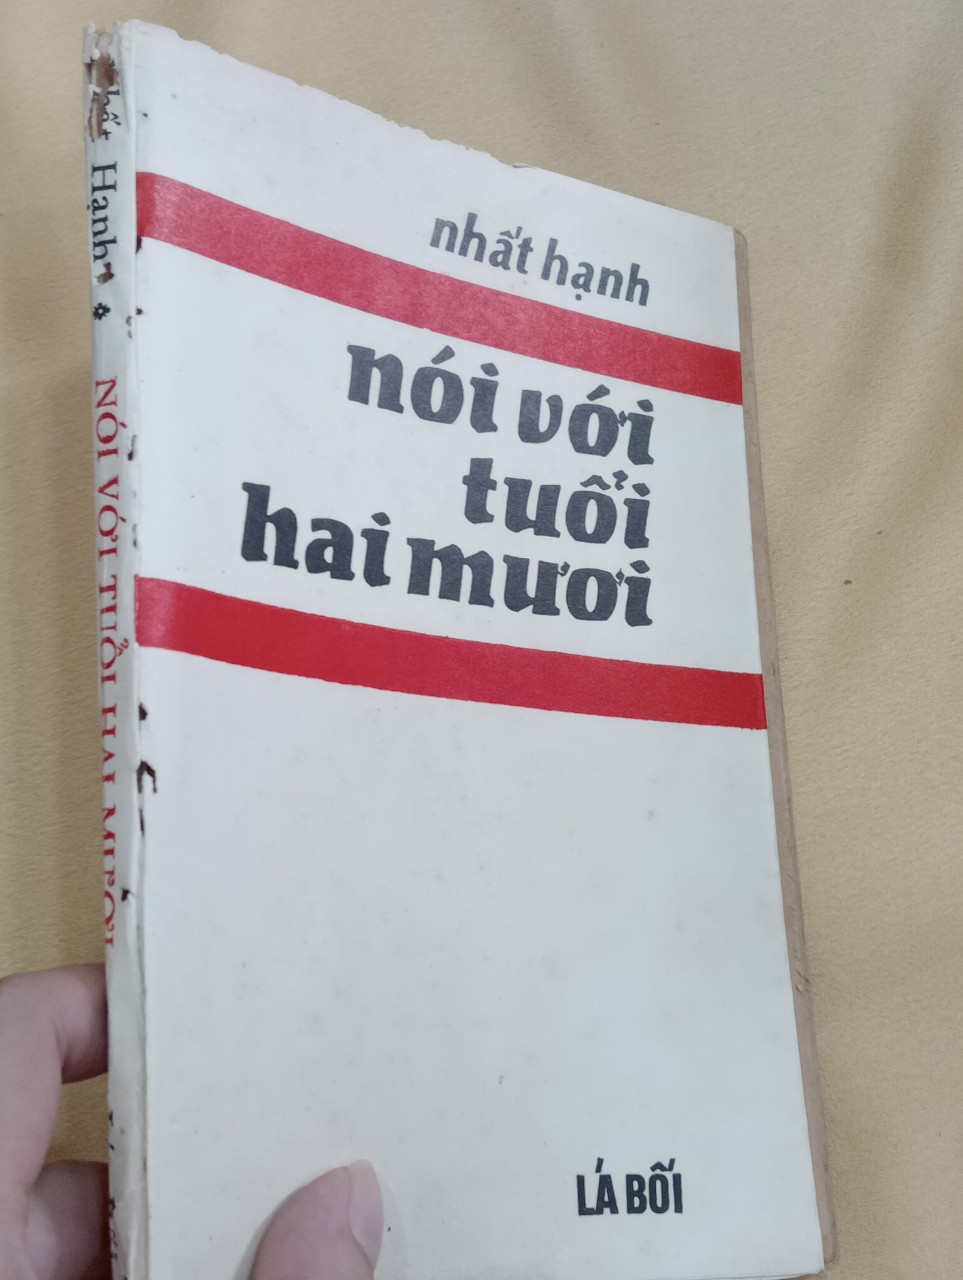 nhất hạnh
nói với
tuổi
hai mươi
LÁ BỐI
Hạnh * NÓI VỚI TUỔI HAI MƯƠI